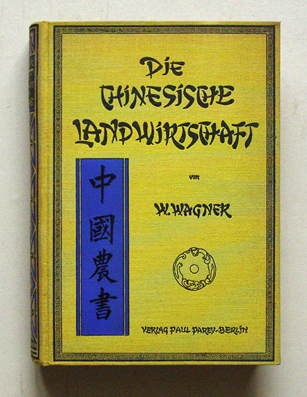 DIE
CHINESISCHE
LANDWIRTSCHAFT
von
W. WAGNER
中國農書
VERLAG PAUL PAREY-BERLIN